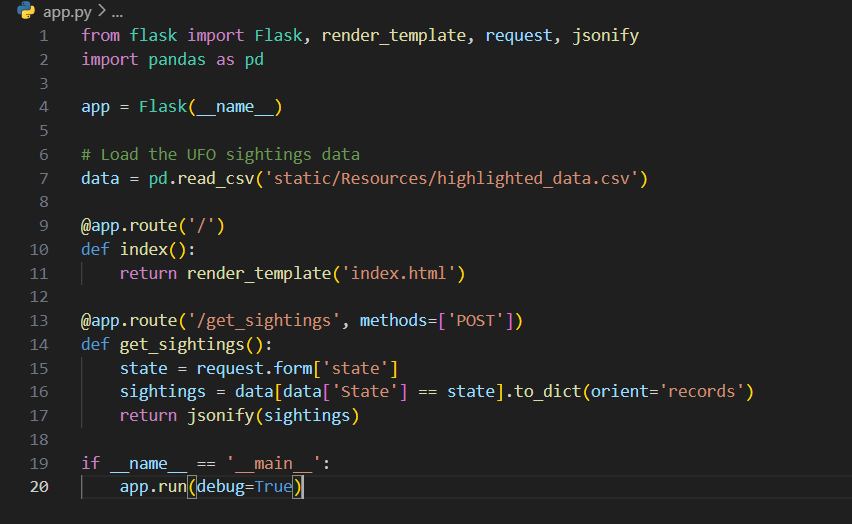 app.py > ...
1 from flask import Flask, render_template, request, jsonify
2 import pandas as pd
3
4 app = Flask(__name__)
5
6 # Load the UFO sightings data
7 data = pd.read_csv('static/Resources/highlighted_data.csv')
8
9 @app.route('/')
10 def index():
11     return render_template('index.html')
12
13 @app.route('/get_sightings', methods=['POST'])
14 def get_sightings():
15     state = request.form['state']
16     sightings = data[data['State'] == state].to_dict(orient='records')
17     return jsonify(sightings)
18
19 if __name__ == '__main__':
20     app.run(debug=True)